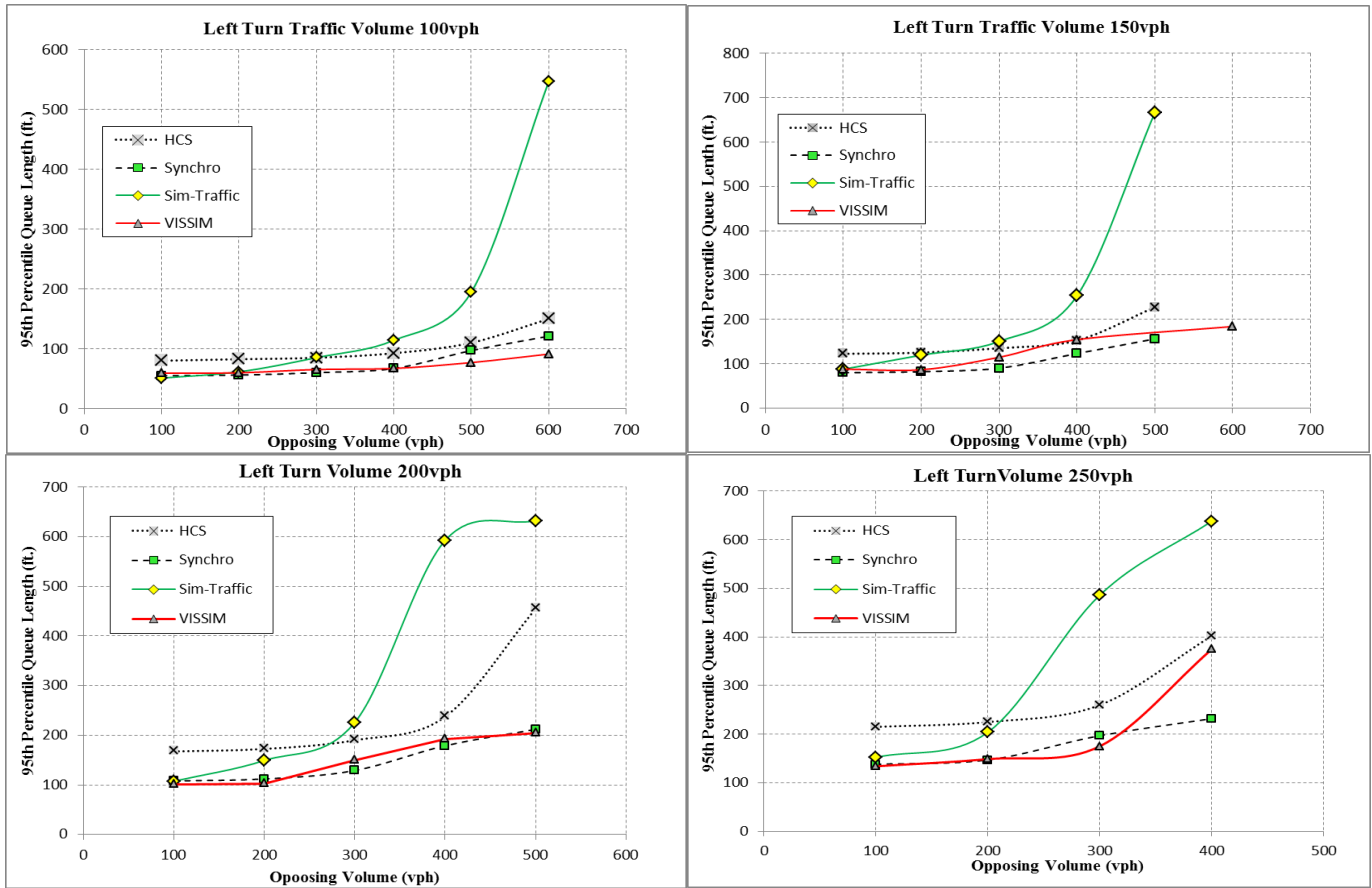 Left Turn Traffic Volume 100vph
95th Percentile Queue Length (ft.)
600
500
400
300
200
100
0
HCS
Synchro
Sim-Traffic
VISSIM
0 100 200 300 400 500 600 700
Opposing Volume (vph)
Left Turn Traffic Volume 150vph
95th Percentile Queue Lenth (ft.)
800
700
600
500
400
300
200
100
0
HCS
Synchro
Sim-Traffic
VISSIM
0 100 200 300 400 500 600 700
Opposing Volume (vph)
Left Turn Volume 200vph
95th Percentile Queue Length (ft.)
700
600
500
400
300
200
100
0
HCS
Synchro
Sim-Traffic
VISSIM
0 100 200 300 400 500 600
Opoosing Volume (vph)
Left TurnVolume 250vph
95th Percentile Queue Length (ft.)
700
600
500
400
300
200
100
0
HCS
Synchro
Sim-Traffic
VISSIM
0 100 200 300 400 500
Opposing Volume (vph)